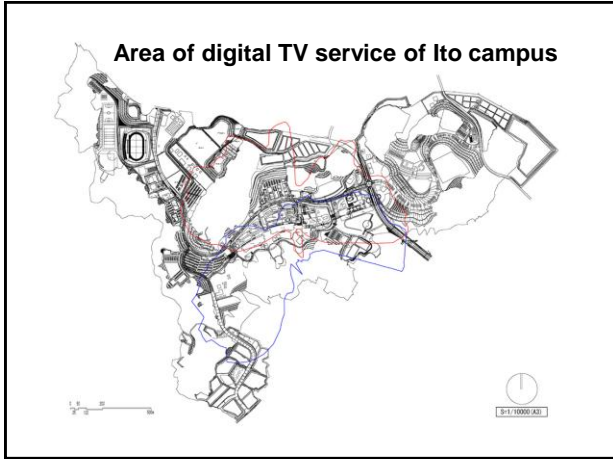 Area of digital TV service of Ito campus
S=1/10000(A3)